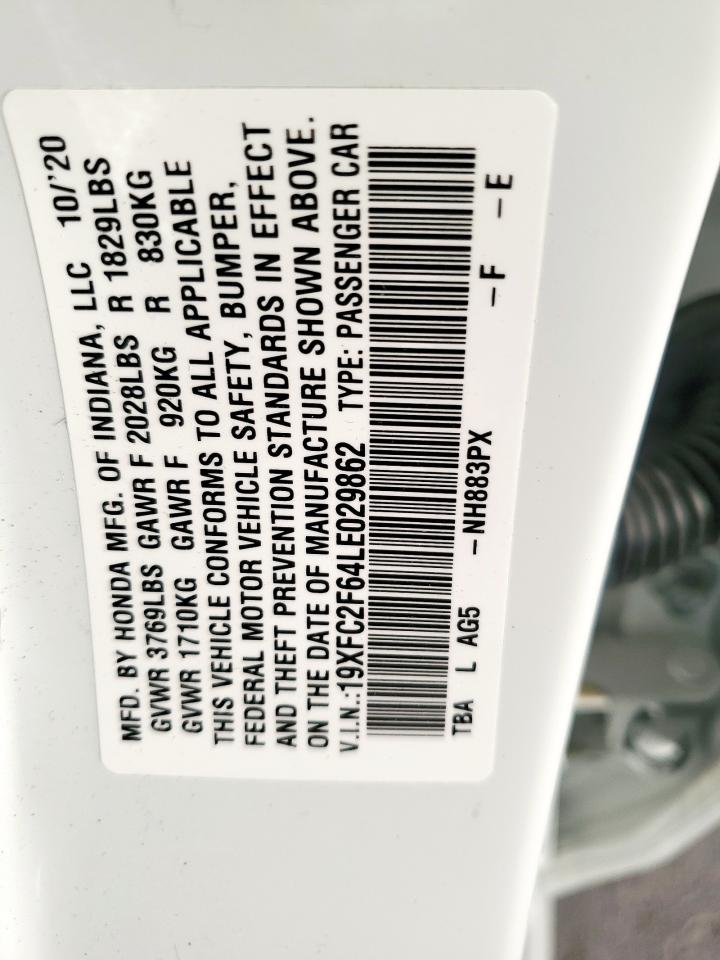 MFD. BY HONDA MFG. OF INDIANA, LLC 10/'20
GVWR 3769LBS GAWR F 2028LBS R 1829LBS
GVWR 1710KG GAWR F 920KG R 830KG
THIS VEHICLE CONFORMS TO ALL APPLICABLE
FEDERAL MOTOR VEHICLE SAFETY, BUMPER,
AND THEFT PREVENTION STANDARDS IN EFFECT
ON THE DATE OF MANUFACTURE SHOWN ABOVE.
V.I.N.:19XFC2F64LE029862 TYPE: PASSENGER CAR
TBA L AG5 -NH883PX -F -E